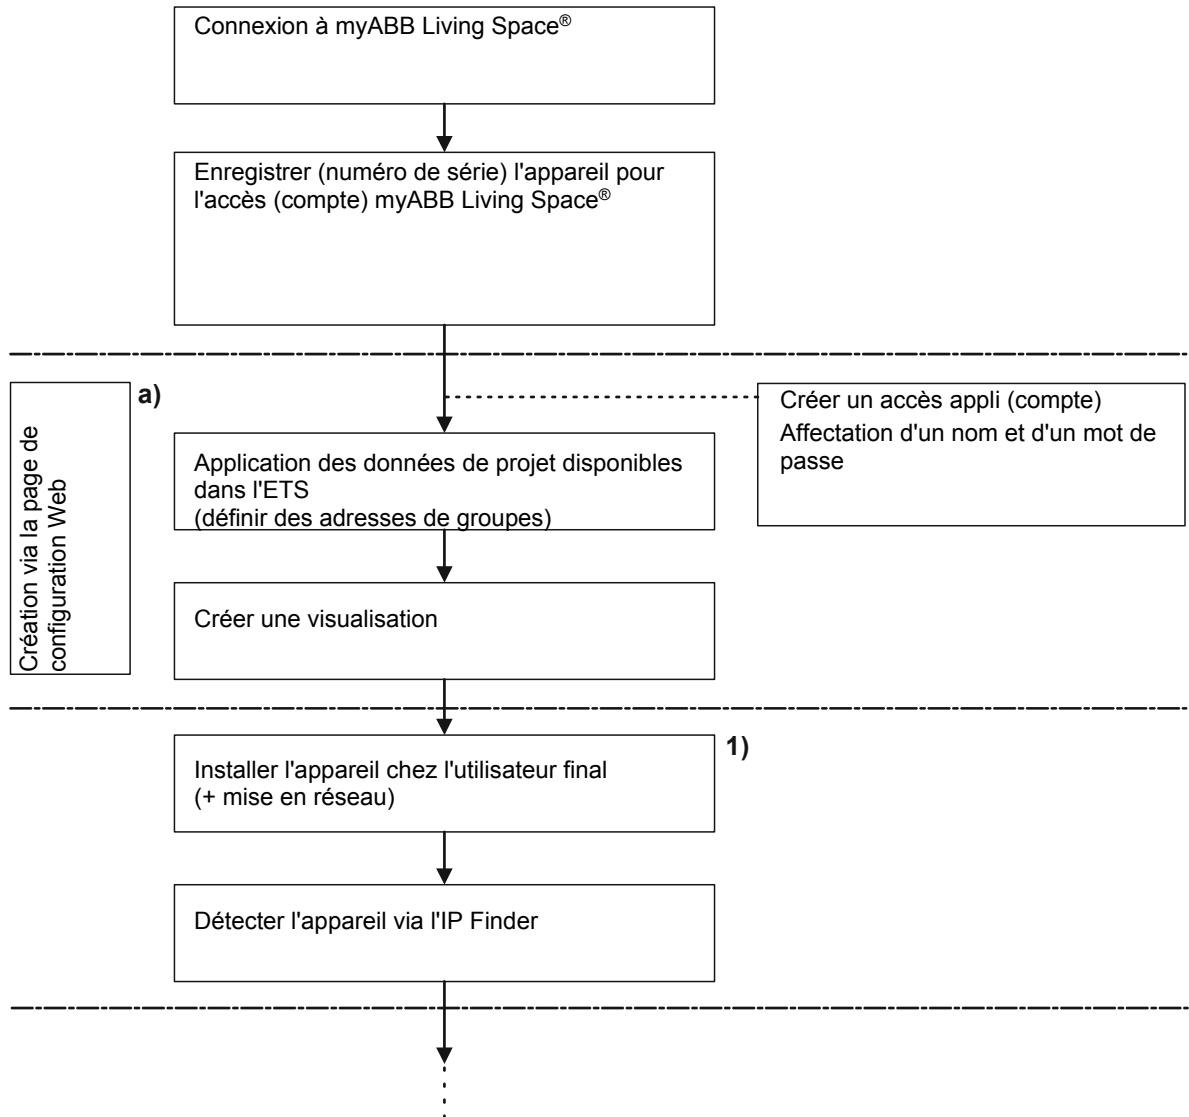 Connexion à myABB Living Space®
Enregistrer (numéro de série) l'appareil pour
l'accès (compte) myABB Living Space®
a)
Création via la page de
configuration Web
Créer un accès appli (compte)
Affectation d'un nom et d'un mot de
passe
Application des données de projet disponibles
dans l'ETS
(définir des adresses de groupes)
Créer une visualisation
1)
Installer l'appareil chez l'utilisateur final
(+ mise en réseau)
Détecter l'appareil via l'IP Finder